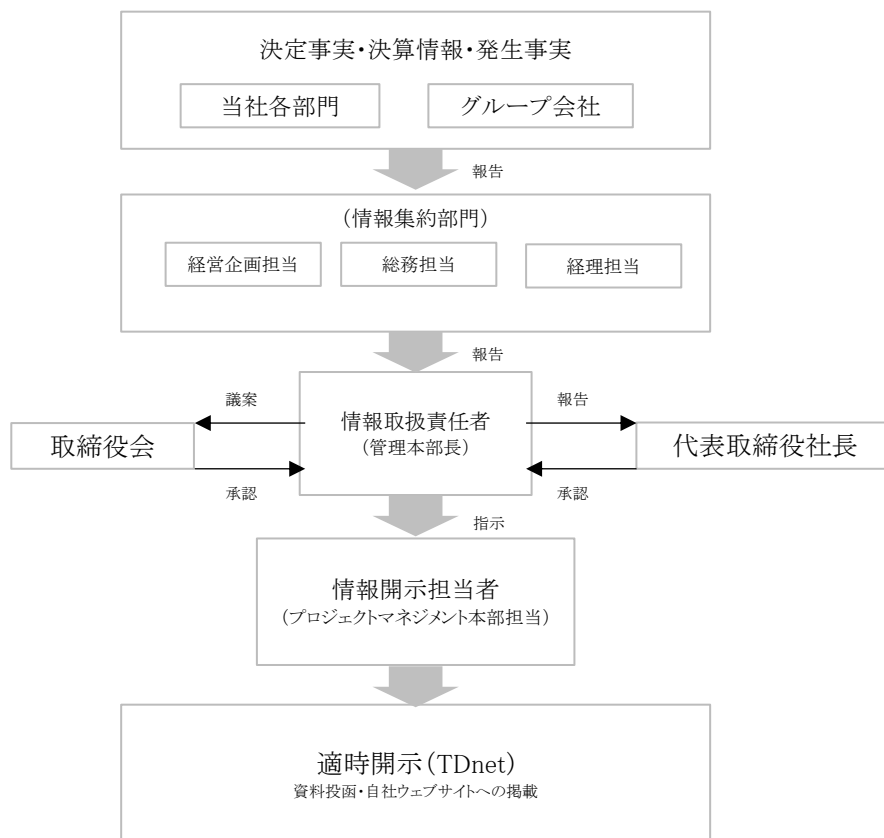 決定事実・決算情報・発生事実
当社各部門
グループ会社
報告
(情報集約部門)
経営企画担当
総務担当
経理担当
報告
議案
情報取扱責任者
(管理本部長)
報告
取締役会
代表取締役社長
承認
承認
指示
情報開示担当者
(プロジェクトマネジメント本部担当)
適時開示(TDnet)
資料投函・自社ウェブサイトへの掲載